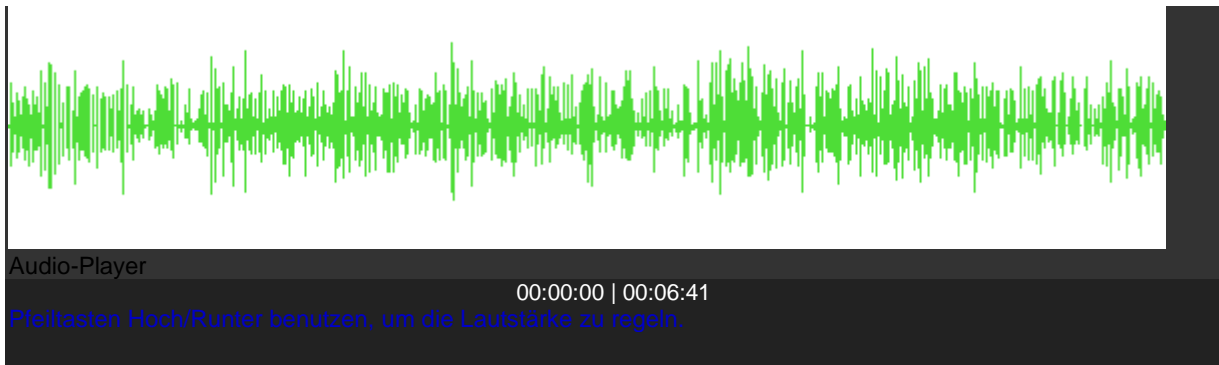 Audio-Player
00:00:00 | 00:06:41
Pfeiltasten Hoch/Runter benutzen, um die Lautstärke zu regeln.